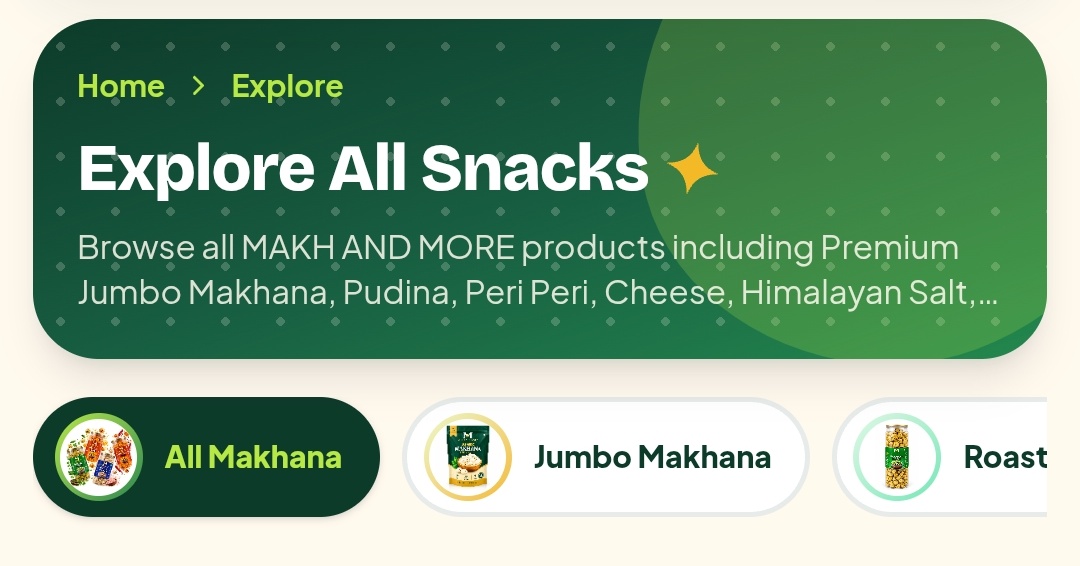 Home > Explore
Explore All Snacks
Browse all MAKH AND MORE products including Premium
Jumbo Makhana, Pudina, Peri Peri, Cheese, Himalayan Salt,...
All Makhana
Jumbo Makhana
Roast